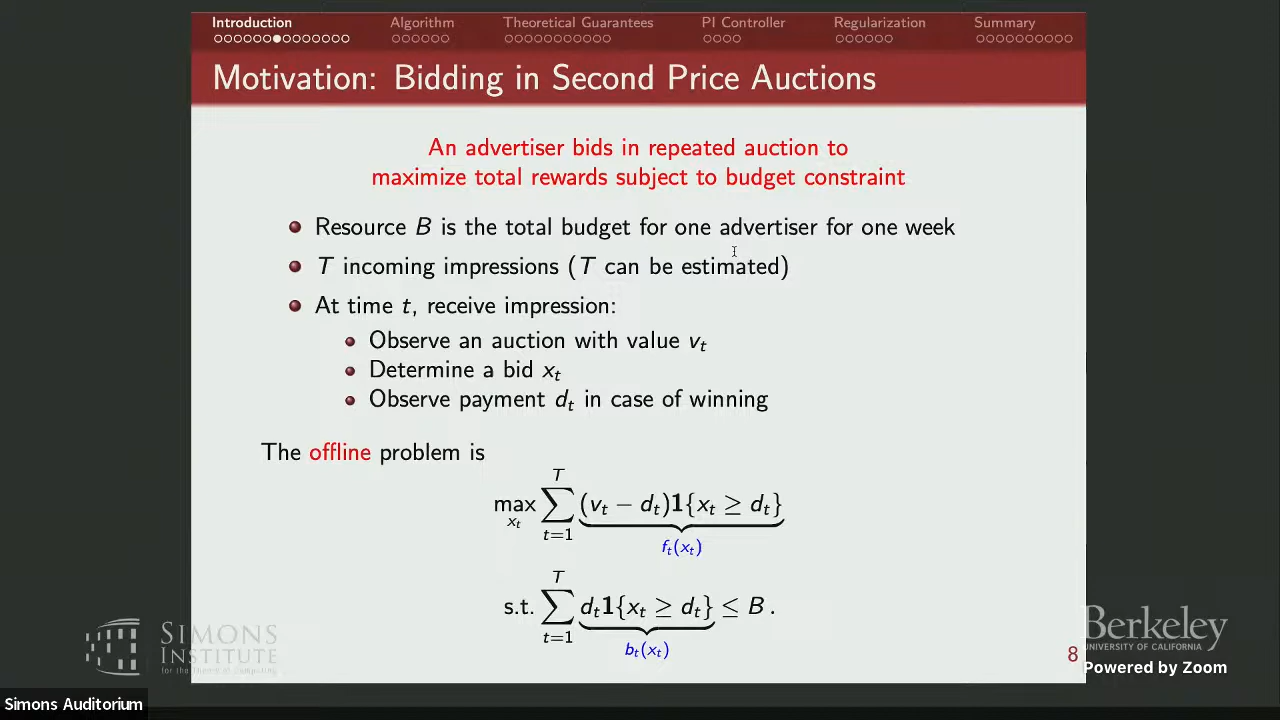 Introduction Algorithm Theoretical Guarantees PI Controller Regularization Summary
Motivation: Bidding in Second Price Auctions
An advertiser bids in repeated auction to
maximize total rewards subject to budget constraint
Resource B is the total budget for one advertiser for one week
T incoming impressions (T can be estimated)
At time t, receive impression:
Observe an auction with value v_t
Determine a bid x_t
Observe payment d_t in case of winning
The offline problem is
max_{x_t} ∑_{t=1}^{T} (v_t − d_t)1{x_t ≥ d_t}
f_t(x_t)
s.t. ∑_{t=1}^{T} d_t1{x_t ≥ d_t} ≤ B .
b_t(x_t)
8
SIMONS
INSTITUTE
for the Theory of Computing
Berkeley
UNIVERSITY OF CALIFORNIA
Powered by Zoom
Simons Auditorium